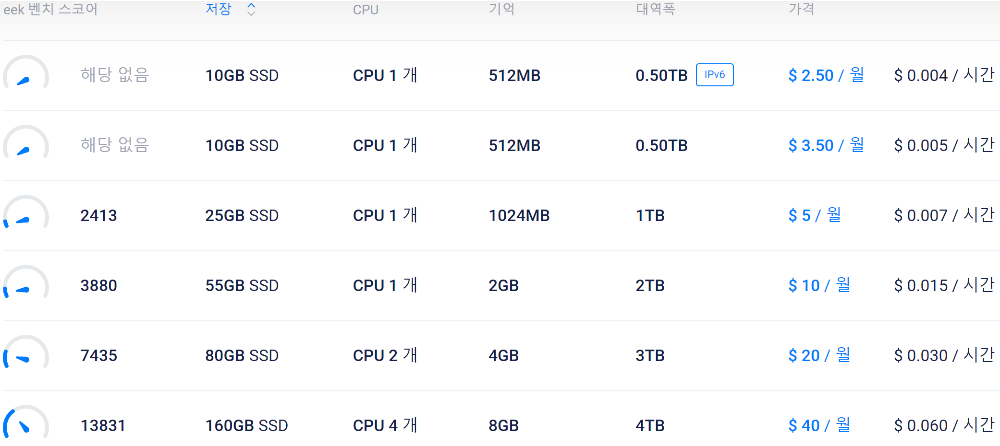 eek 벤치 스코어 저장 CPU 기억 대역폭 가격
해당 없음 10GB SSD CPU 1 개 512MB 0.50TB IPv6 $ 2.50 / 월 $ 0.004 / 시간
해당 없음 10GB SSD CPU 1 개 512MB 0.50TB $ 3.50 / 월 $ 0.005 / 시간
2413 25GB SSD CPU 1 개 1024MB 1TB $ 5 / 월 $ 0.007 / 시간
3880 55GB SSD CPU 1 개 2GB 2TB $ 10 / 월 $ 0.015 / 시간
7435 80GB SSD CPU 2 개 4GB 3TB $ 20 / 월 $ 0.030 / 시간
13831 160GB SSD CPU 4 개 8GB 4TB $ 40 / 월 $ 0.060 / 시간